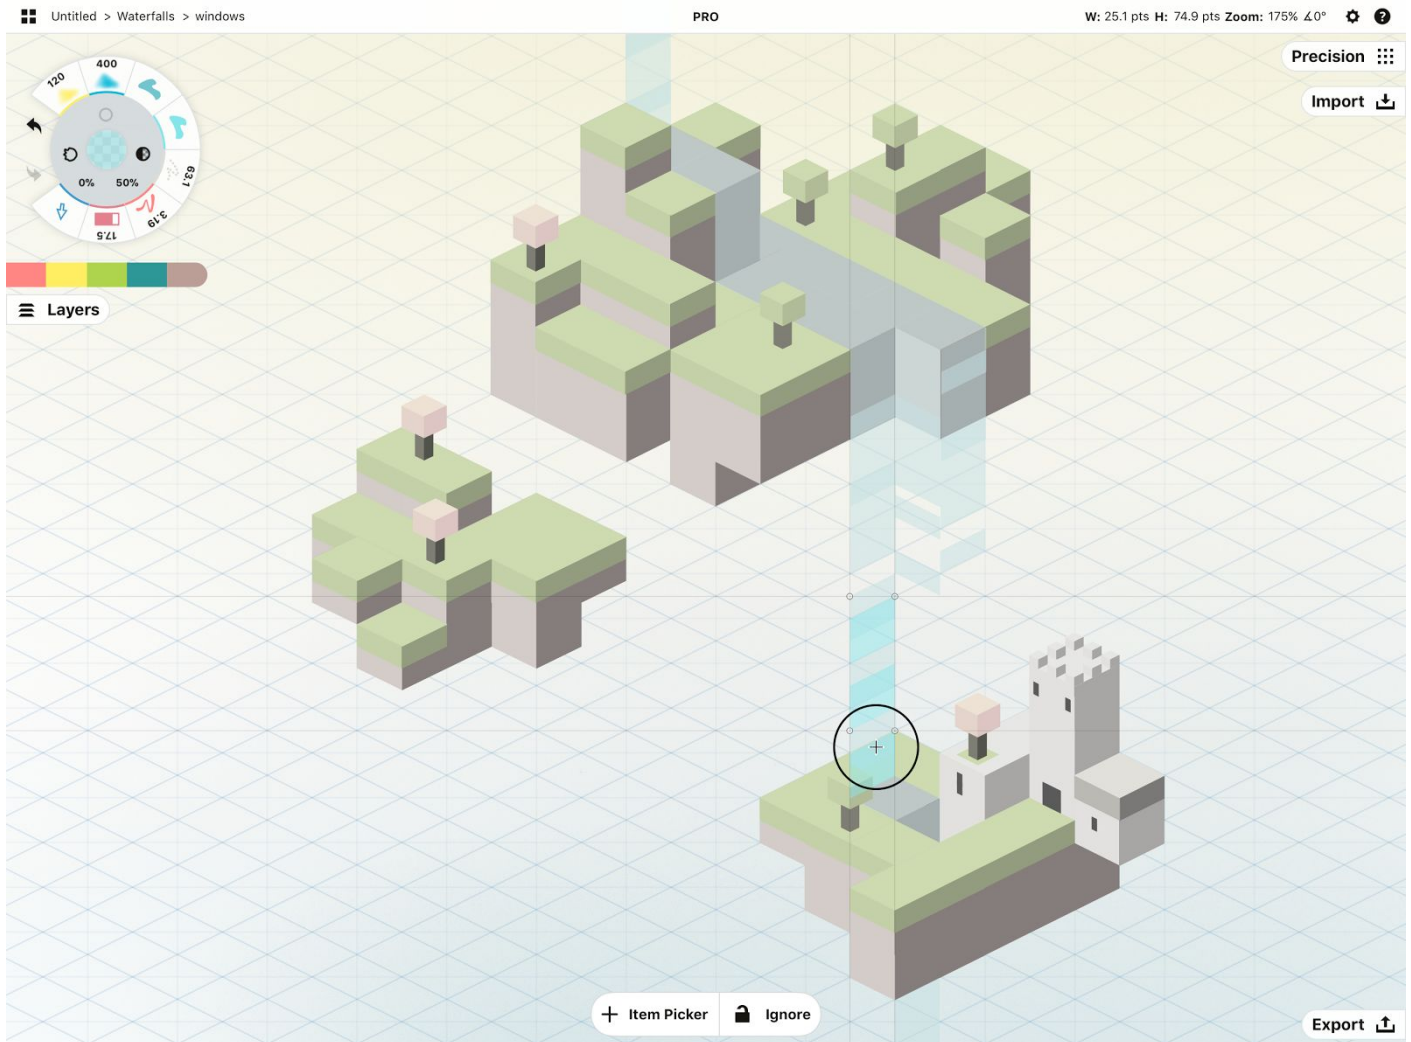 Untitled > Waterfalls > windows
PRO
W: 25.1 pts H: 74.9 pts Zoom: 175% ∡0°
?
Precision
Import
120
400
63.1
3.19
17.5
0% 50%
Layers
Item Picker
Ignore
Export